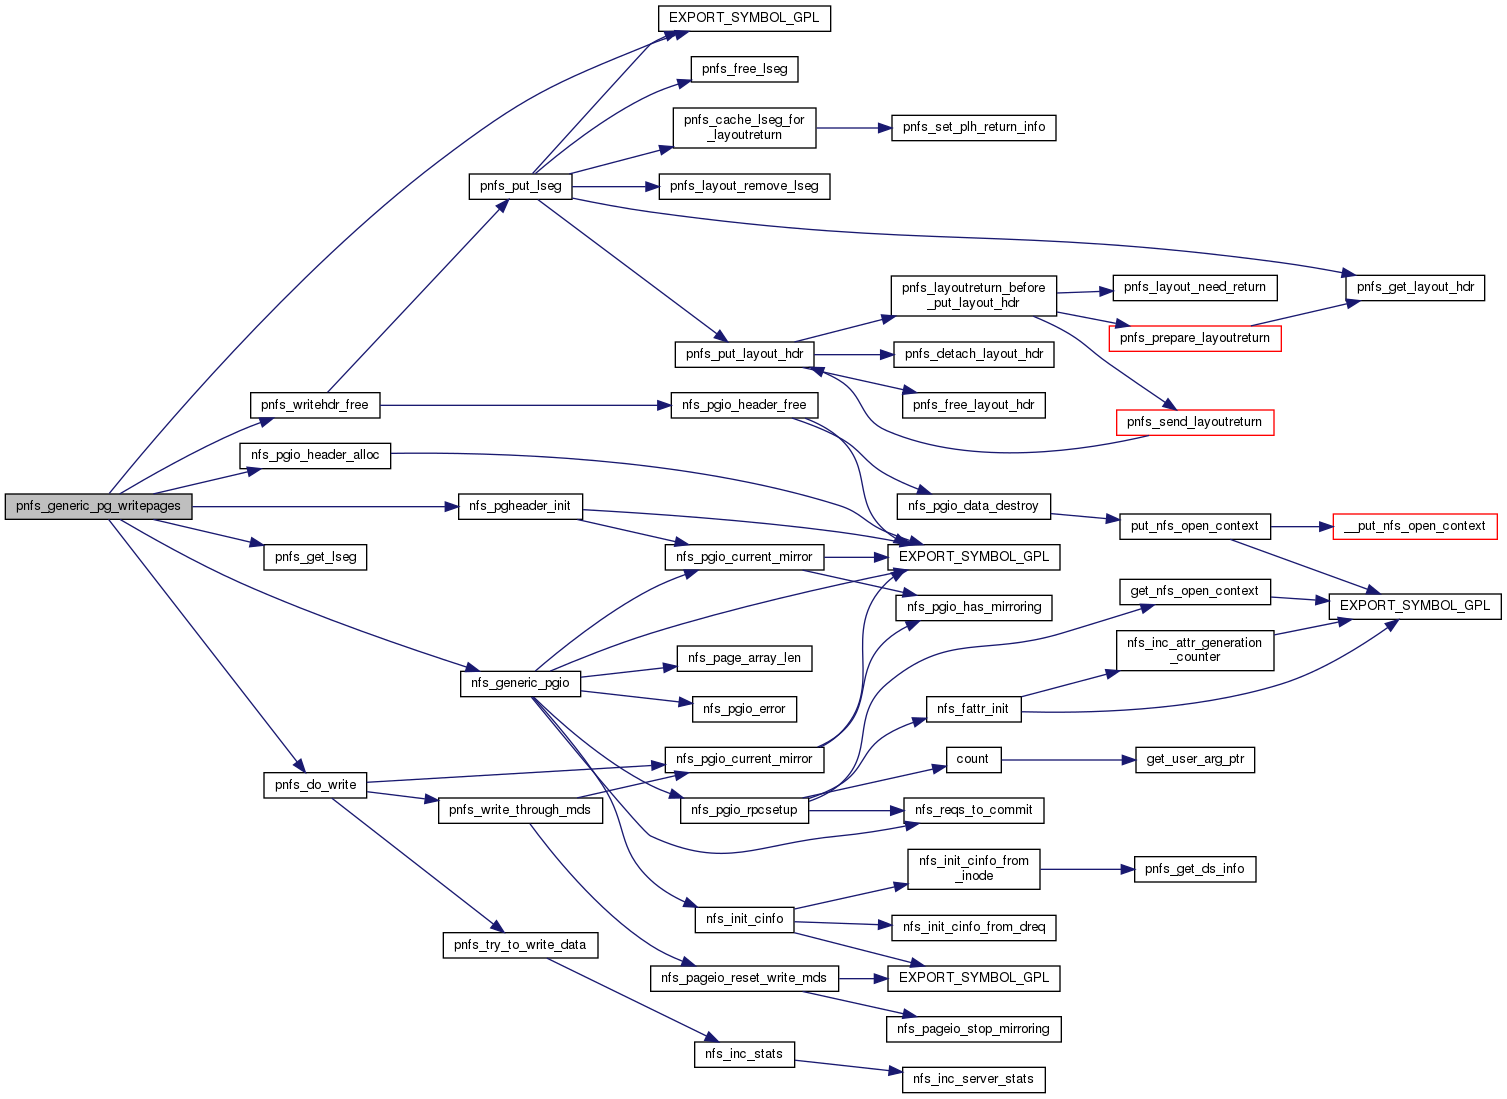 EXPORT_SYMBOL_GPL
pnfs_free_lseg
pnfs_cache_lseg_for
_layoutreturn
pnfs_set_plh_return_info
pnfs_put_lseg
pnfs_layout_remove_lseg
pnfs_layoutreturn_before
_put_layout_hdr
pnfs_layout_need_return
pnfs_get_layout_hdr
pnfs_prepare_layoutreturn
pnfs_put_layout_hdr
pnfs_detach_layout_hdr
pnfs_writehdr_free
nfs_pgio_header_free
pnfs_free_layout_hdr
pnfs_send_layoutreturn
nfs_pgio_header_alloc
pnfs_generic_pg_writepages
nfs_pgheader_init
nfs_pgio_data_destroy
put_nfs_open_context
__put_nfs_open_context
pnfs_get_lseg
nfs_pgio_current_mirror
EXPORT_SYMBOL_GPL
get_nfs_open_context
nfs_pgio_has_mirroring
EXPORT_SYMBOL_GPL
nfs_inc_attr_generation
_counter
nfs_page_array_len
nfs_generic_pgio
nfs_pgio_error
nfs_fattr_init
nfs_pgio_current_mirror
count
get_user_arg_ptr
pnfs_do_write
pnfs_write_through_mds
nfs_pgio_rpcsetup
nfs_reqs_to_commit
nfs_init_cinfo_from
_inode
pnfs_get_ds_info
nfs_init_cinfo
nfs_init_cinfo_from_dreq
pnfs_try_to_write_data
nfs_pageio_reset_write_mds
EXPORT_SYMBOL_GPL
nfs_pageio_stop_mirroring
nfs_inc_stats
nfs_inc_server_stats